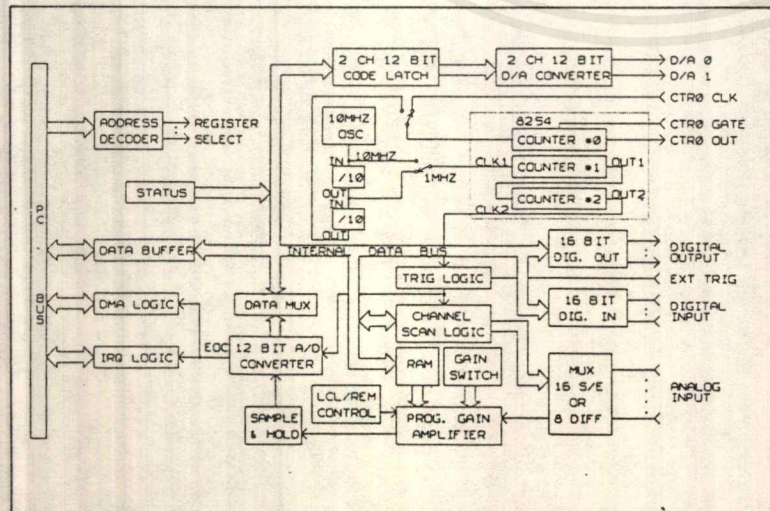 2 CH 12 BIT
CODE LATCH
2 CH 12 BIT
D/A CONVERTER
D/A 0
D/A 1
CTR0 CLK
ADDRESS
DECODER
REGISTER
SELECT
10MHZ
OSC
8254
CTR0 GATE
COUNTER #0
CTR0 OUT
IN
10MHZ
/10
1MHZ
CLK1
COUNTER #1
OUT1
OUT
IN
/10
OUT
COUNTER #2
OUT2
CLK2
STATUS
PC
BUS
DATA BUFFER
INTERNAL DATA BUS
16 BIT
DIG. OUT
DIGITAL
OUTPUT
TRIG LOGIC
EXT TRIG
DMA LOGIC
DATA MUX
CHANNEL
SCAN LOGIC
16 BIT
DIG. IN
DIGITAL
INPUT
IRQ LOGIC
EOC
12 BIT A/D
CONVERTER
RAM
GAIN
SWITCH
MUX
16 S/E
OR
8 DIFF
ANALOG
INPUT
LCL/REM
CONTROL
SAMPLE
& HOLD
PROG. GAIN
AMPLIFIER